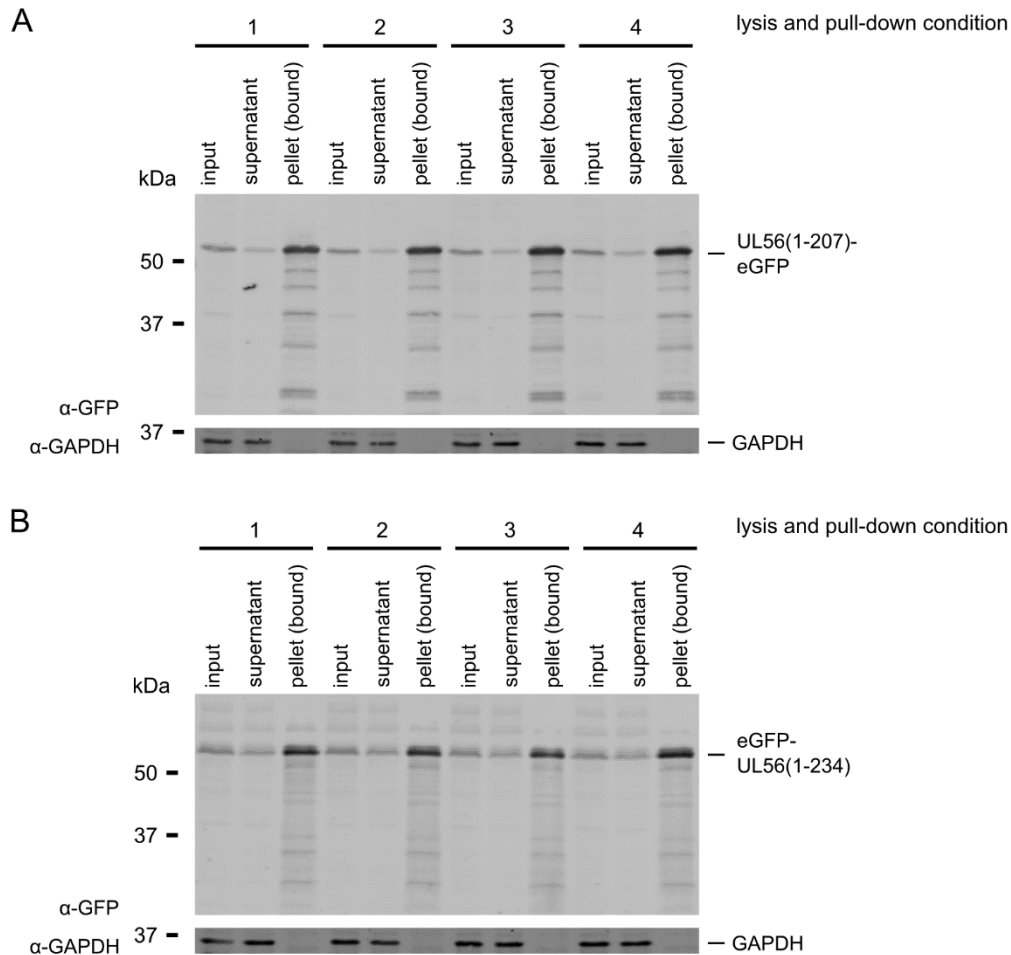 A
1 2 3 4 lysis and pull-down condition
input supernatant pellet (bound) input supernatant pellet (bound) input supernatant pellet (bound) input supernatant pellet (bound)
kDa
UL56(1-207)-
eGFP
50
37
α-GFP
37
α-GAPDH
GAPDH
B
1 2 3 4 lysis and pull-down condition
input supernatant pellet (bound) input supernatant pellet (bound) input supernatant pellet (bound) input supernatant pellet (bound)
kDa
eGFP-
UL56(1-234)
50
37
α-GFP
37
α-GAPDH
GAPDH